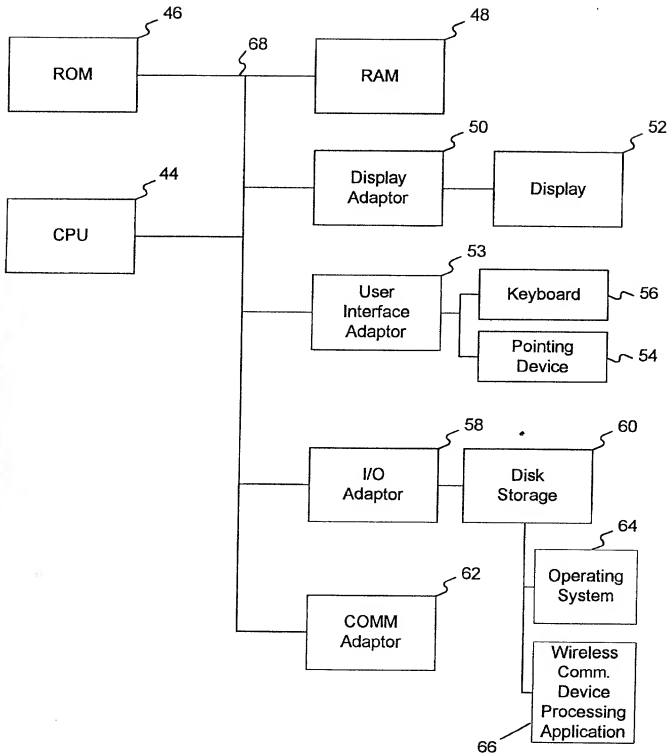 46
48
68
ROM
RAM
50
52
44
Display
Adaptor
Display
CPU
53
User
Interface
Adaptor
Keyboard
56
Pointing
Device
54
58
60
I/O
Adaptor
Disk
Storage
64
62
Operating
System
COMM
Adaptor
Wireless
Comm.
Device
Processing
Application
66